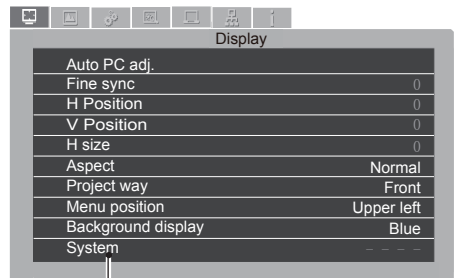 Display
Auto PC adj.
Fine sync 0
H Position 0
V Position 0
H size 0
Aspect Normal
Project way Front
Menu position Upper left
Background display Blue
System - - - -